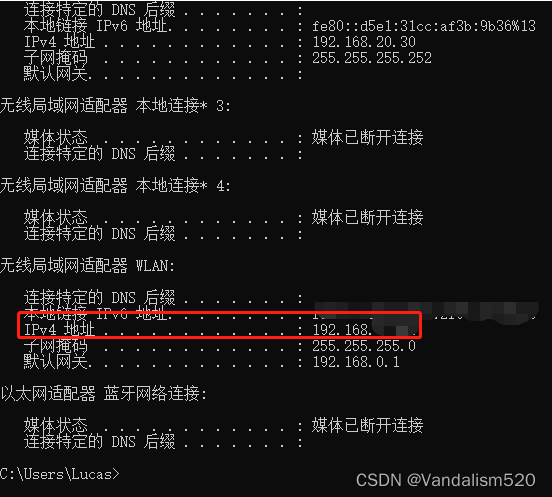 连接特定的 DNS 后缀 . . . . . . . :
本地链接 IPv6 地址. . . . . . . . : fe80::d5e1:31cc:af3b:9b36%13
IPv4 地址 . . . . . . . . . . . . : 192.168.20.30
子网掩码 . . . . . . . . . . . . : 255.255.255.252
默认网关. . . . . . . . . . . . . :
无线局域网适配器 本地连接* 3:
媒体状态 . . . . . . . . . . . . : 媒体已断开连接
连接特定的 DNS 后缀 . . . . . . . :
无线局域网适配器 本地连接* 4:
媒体状态 . . . . . . . . . . . . : 媒体已断开连接
连接特定的 DNS 后缀 . . . . . . . :
无线局域网适配器 WLAN:
连接特定的 DNS 后缀 . . . . . . . :
本地链接 IPv6 地址. . . . . . . . :
IPv4 地址 . . . . . . . . . . . . : 192.168.
子网掩码 . . . . . . . . . . . . : 255.255.255.0
默认网关. . . . . . . . . . . . . : 192.168.0.1
以太网适配器 蓝牙网络连接:
媒体状态 . . . . . . . . . . . . : 媒体已断开连接
连接特定的 DNS 后缀 . . . . . . . :
C:\Users\Lucas>
CSDN @Vandalism520